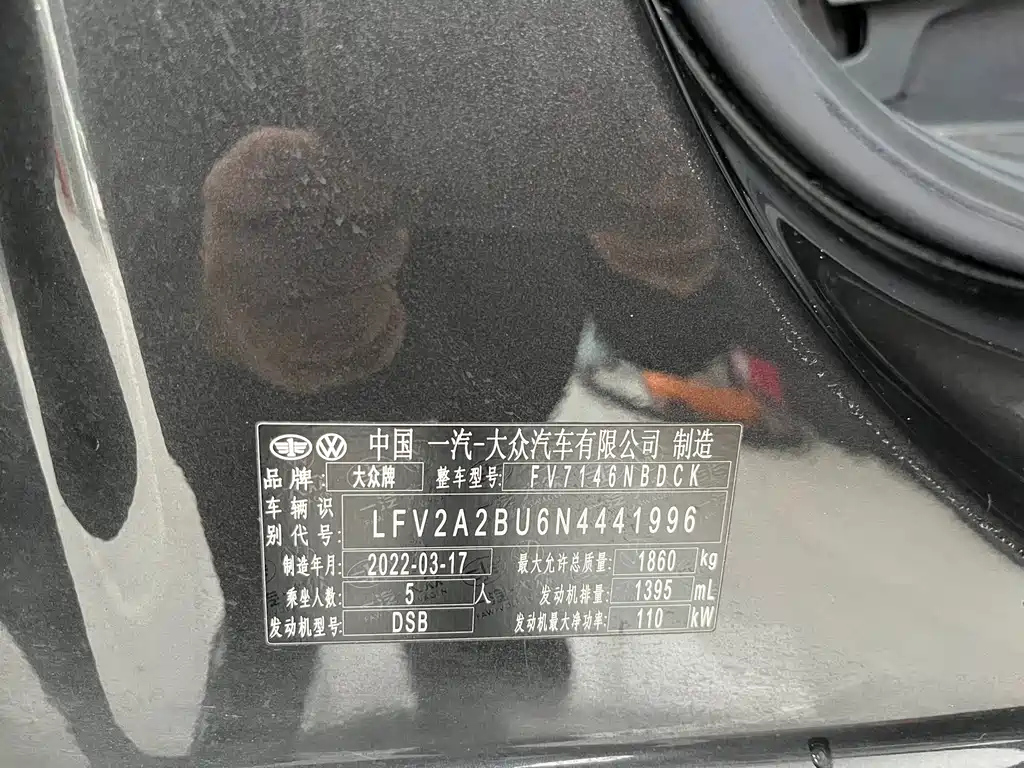 中国 一汽-大众汽车有限公司 制造
品牌: 大众牌 整车型号: FV7146NBDCK
车辆识别代号: LFV2A2BU6N4441996
制造年月: 2022-03-17 最大允许总质量: 1860 kg
乘坐人数: 5 人 发动机排量: 1395 mL
发动机型号: DSB 发动机最大净功率: 110 kW